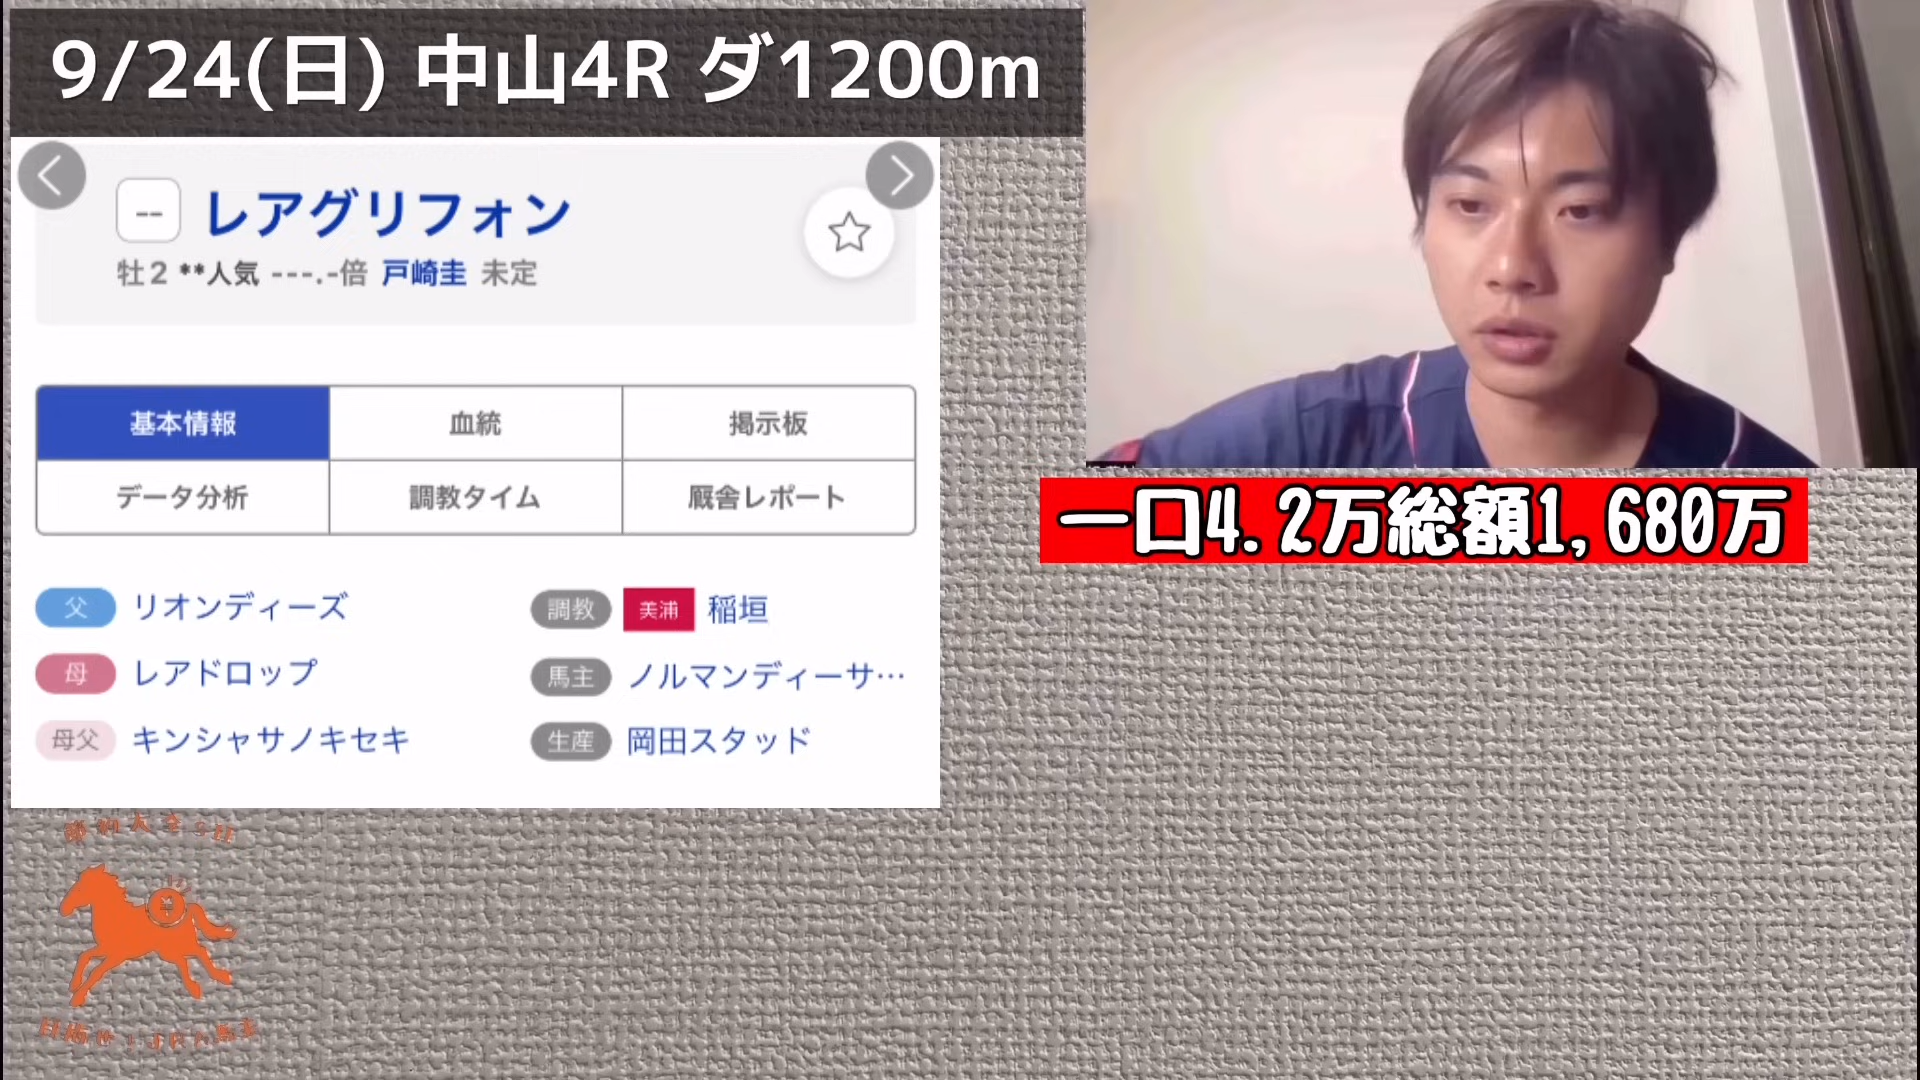 9/24(日) 中山4R ダ1200m
--
レアグリフォン
牡2 **人気 ---.-倍 戸崎圭 未定
基本情報 血統 掲示板
データ分析 調教タイム 厩舎レポート
父 リオンディーズ 調教 美浦 稲垣
母 レアドロップ 馬主 ノルマンディーサ…
母父 キンシャサノキセキ 生産 岡田スタッド
一口4.2万総額1,680万